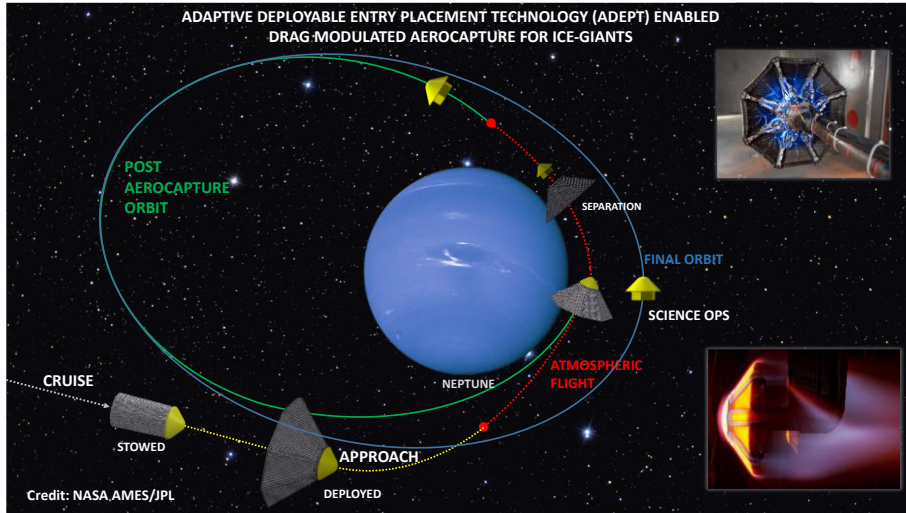 ADAPTIVE DEPLOYABLE ENTRY PLACEMENT TECHNOLOGY (ADEPT) ENABLED
DRAG MODULATED AEROCAPTURE FOR ICE-GIANTS
POST
AEROCAPTURE
ORBIT
SEPARATION
FINAL ORBIT
SCIENCE OPS
ATMOSPHERIC
FLIGHT
NEPTUNE
CRUISE
STOWED
APPROACH
DEPLOYED
Credit: NASA AMES/JPL